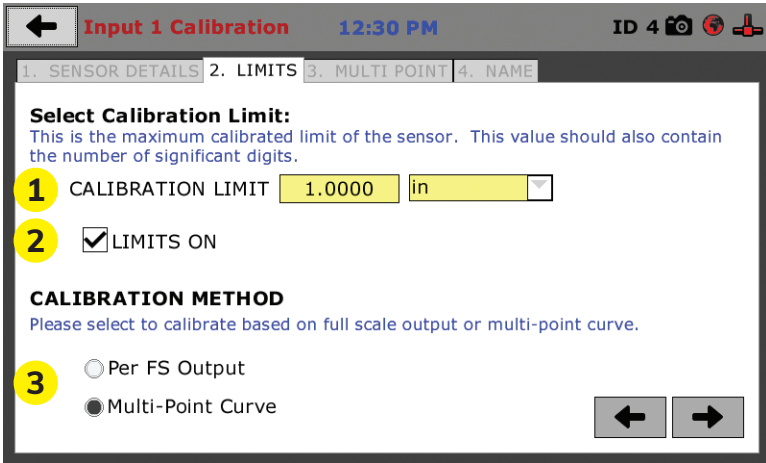 Input 1 Calibration 12:30 PM ID 4
1. SENSOR DETAILS 2. LIMITS 3. MULTI POINT 4. NAME
Select Calibration Limit:
This is the maximum calibrated limit of the sensor. This value should also contain
the number of significant digits.
1 CALIBRATION LIMIT 1.0000 in
2 LIMITS ON
CALIBRATION METHOD
Please select to calibrate based on full scale output or multi-point curve.
Per FS Output
3
Multi-Point Curve